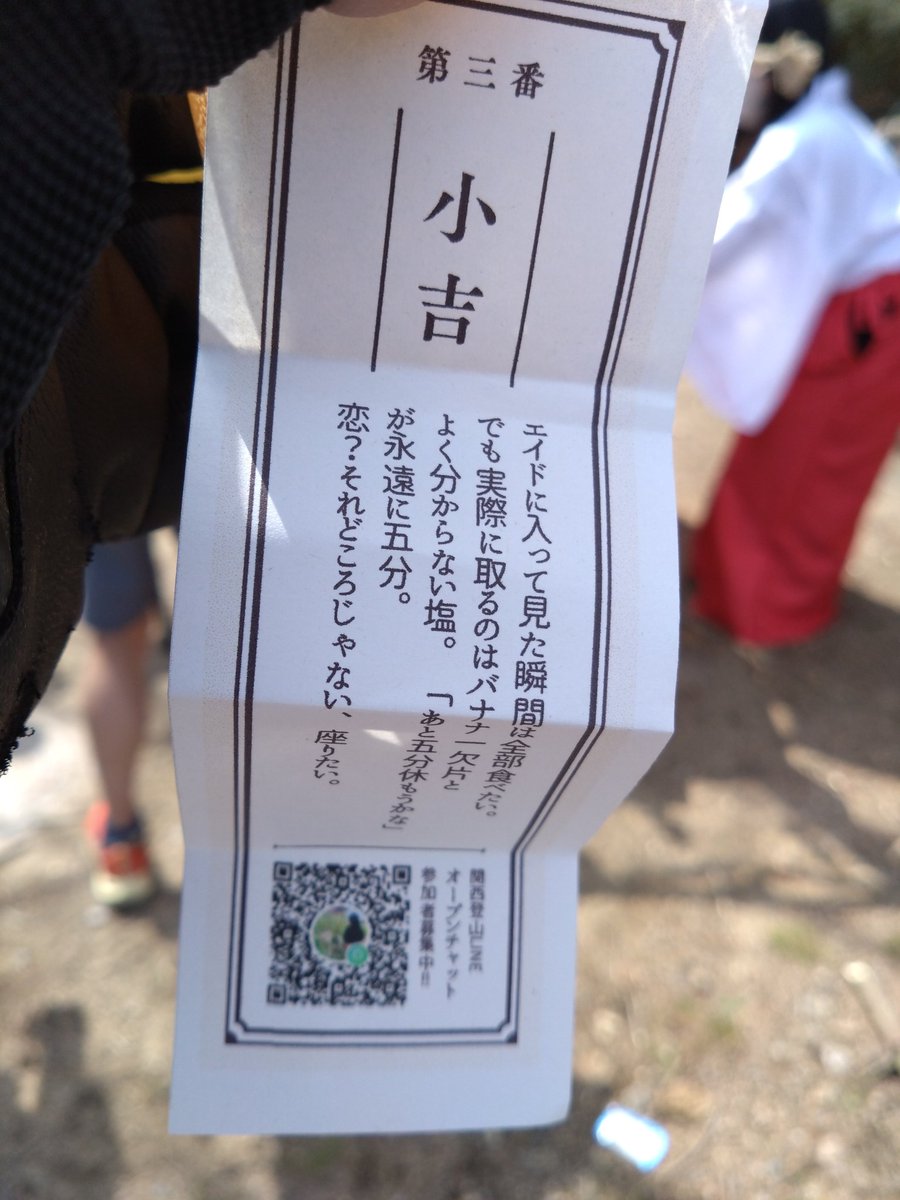 第三番
小吉
エイドに入って見た瞬間は全部食べたい。
でも実際に取るのはバナナ一欠片と
よく分からない塩。「あと五分休もうかな」
が永遠に五分。
恋？それどころじゃない、座りたい。
関西登山LINE
オープンチャット
参加者募集中!!